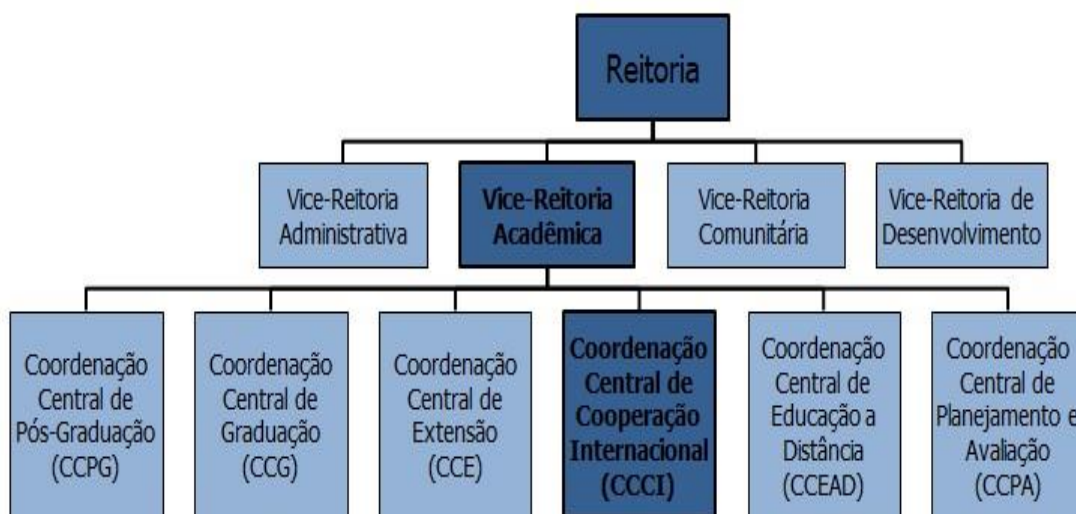 Reitoria
Vice-Reitoria
Administrativa
Vice-Reitoria
Acadêmica
Vice-Reitoria
Comunitária
Vice-Reitoria de
Desenvolvimento
Coordenação
Central de
Pós-Graduação
(CCPG)
Coordenação
Central de
Graduação
(CCG)
Coordenação
Central de
Extensão
(CCE)
Coordenação
Central de
Cooperação
Internacional
(CCCI)
Coordenação
Central de
Educação a
Distância
(CCEAD)
Coordenação
Central de
Planejamento e
Avaliação
(CCPA)